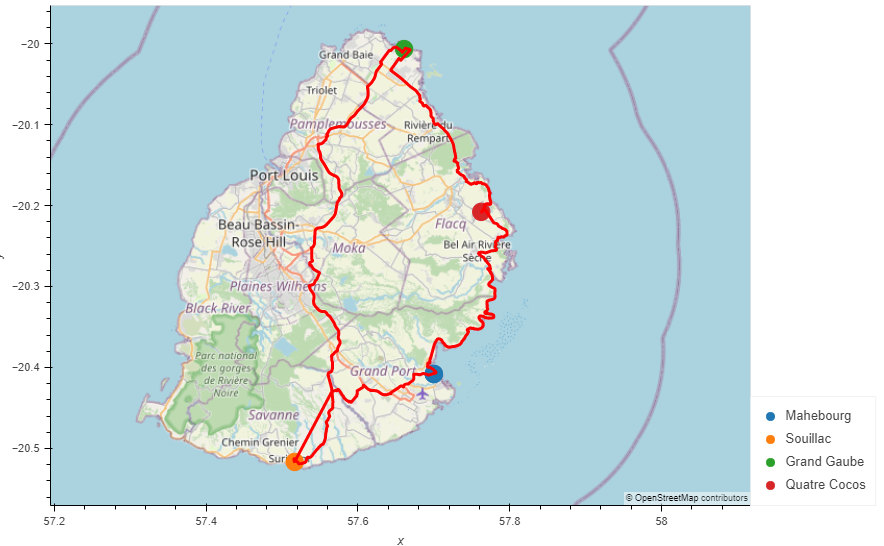 −20
−20.1
−20.2
−20.3
−20.4
−20.5
Grand Baie
Triolet
Pamplemousses
Rivière du
Rempart
Port Louis
Beau Bassin-
Rose Hill
Flacq
Moka
Bel Air Rivière
Sèche
Plaines Wilhems
Black River
Parc national
des gorges
de Rivière
Noire
Grand Port
Savanne
Chemin Grenier
© OpenStreetMap contributors
57.2
57.4
57.6
57.8
58
x
Mahebourg
Souillac
Grand Gaube
Quatre Cocos